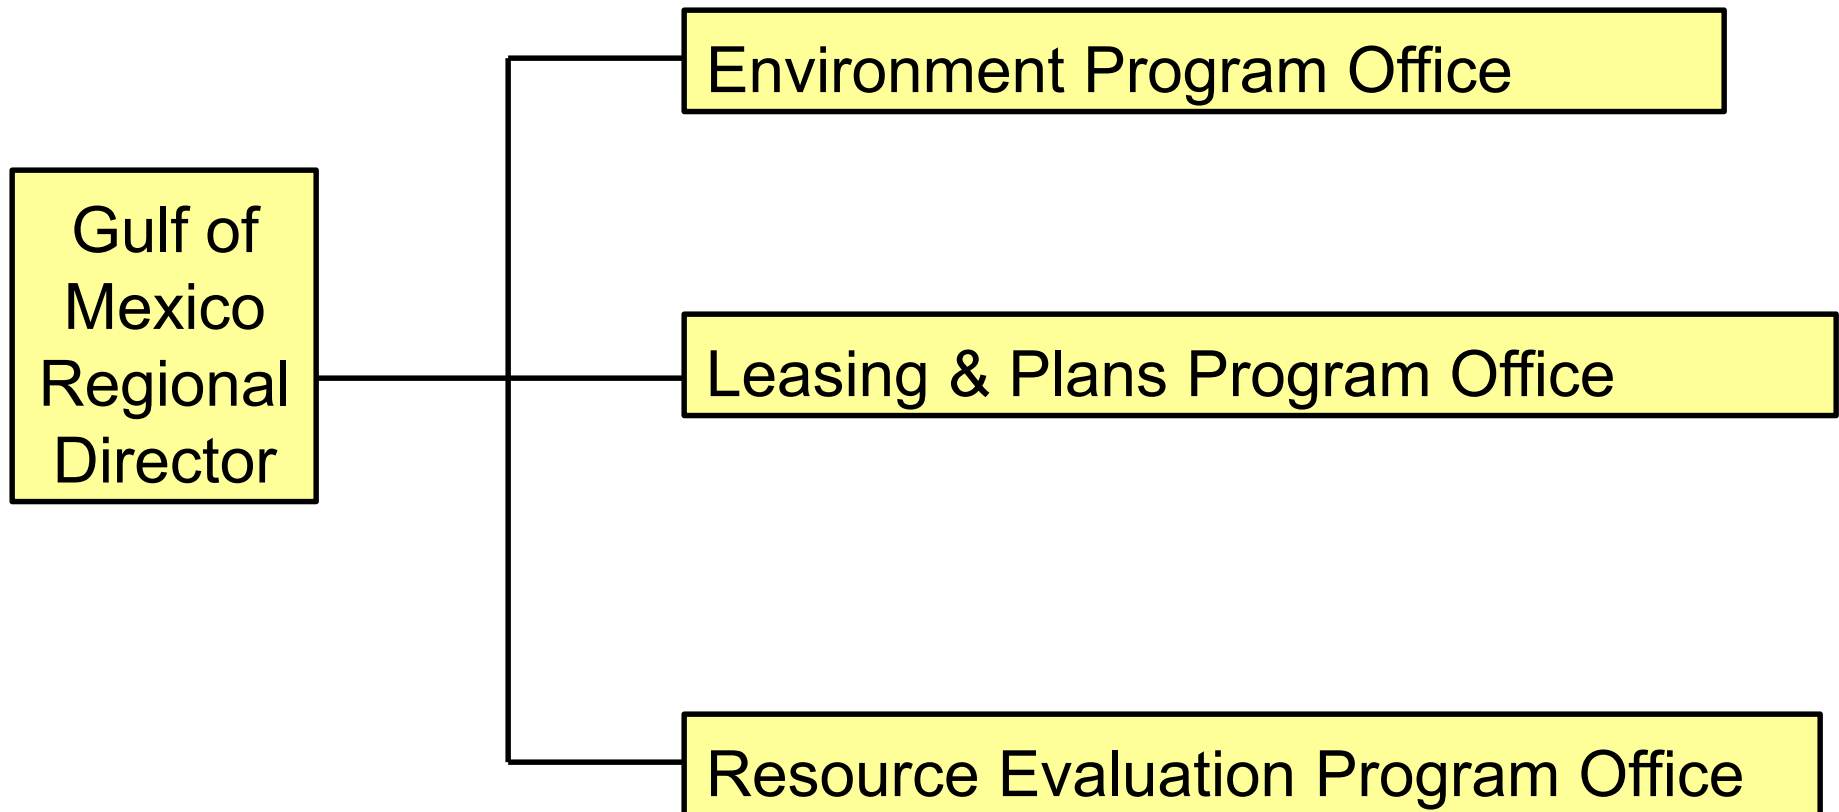 Environment Program Office
Gulf of
Mexico
Regional
Director
Leasing & Plans Program Office
Resource Evaluation Program Office